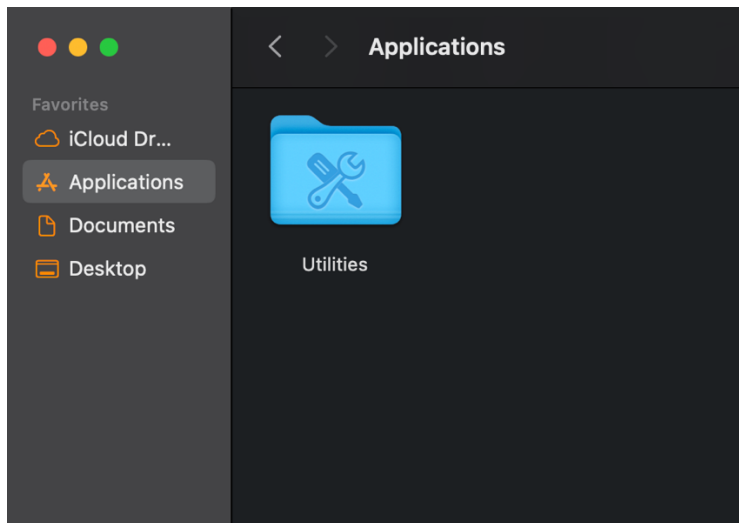 Applications
Favorites
iCloud Dr...
Applications
Documents
Desktop
Utilities